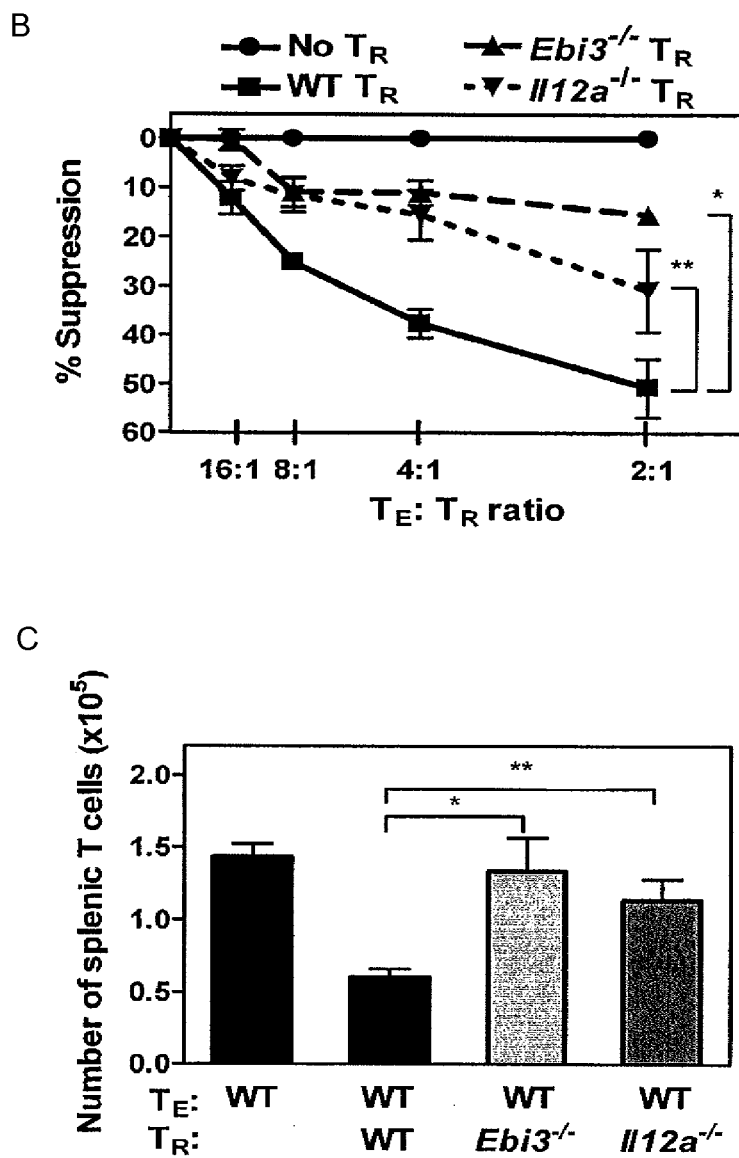 B
No TR Ebi3-/- TR
WT TR Il12a-/- TR
% Suppression
0
10
20
30
40
50
60
*
**
16:1 8:1 4:1 2:1
TE: TR ratio
C
Number of splenic T cells (x10^5)
2.0
1.5
1.0
0.5
0.0
**
*
TE: WT WT WT WT
TR: WT Ebi3-/- Il12a-/-